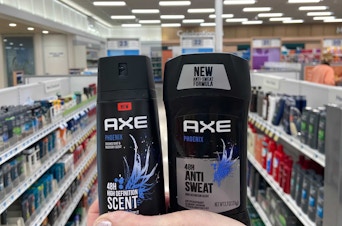 AXE
PHOENIX
48H
HIGH DEFINITION
SCENT
NEW
ANTI SWEAT
FORMULA
AXE
PHOENIX
48H
ANTI
SWEAT